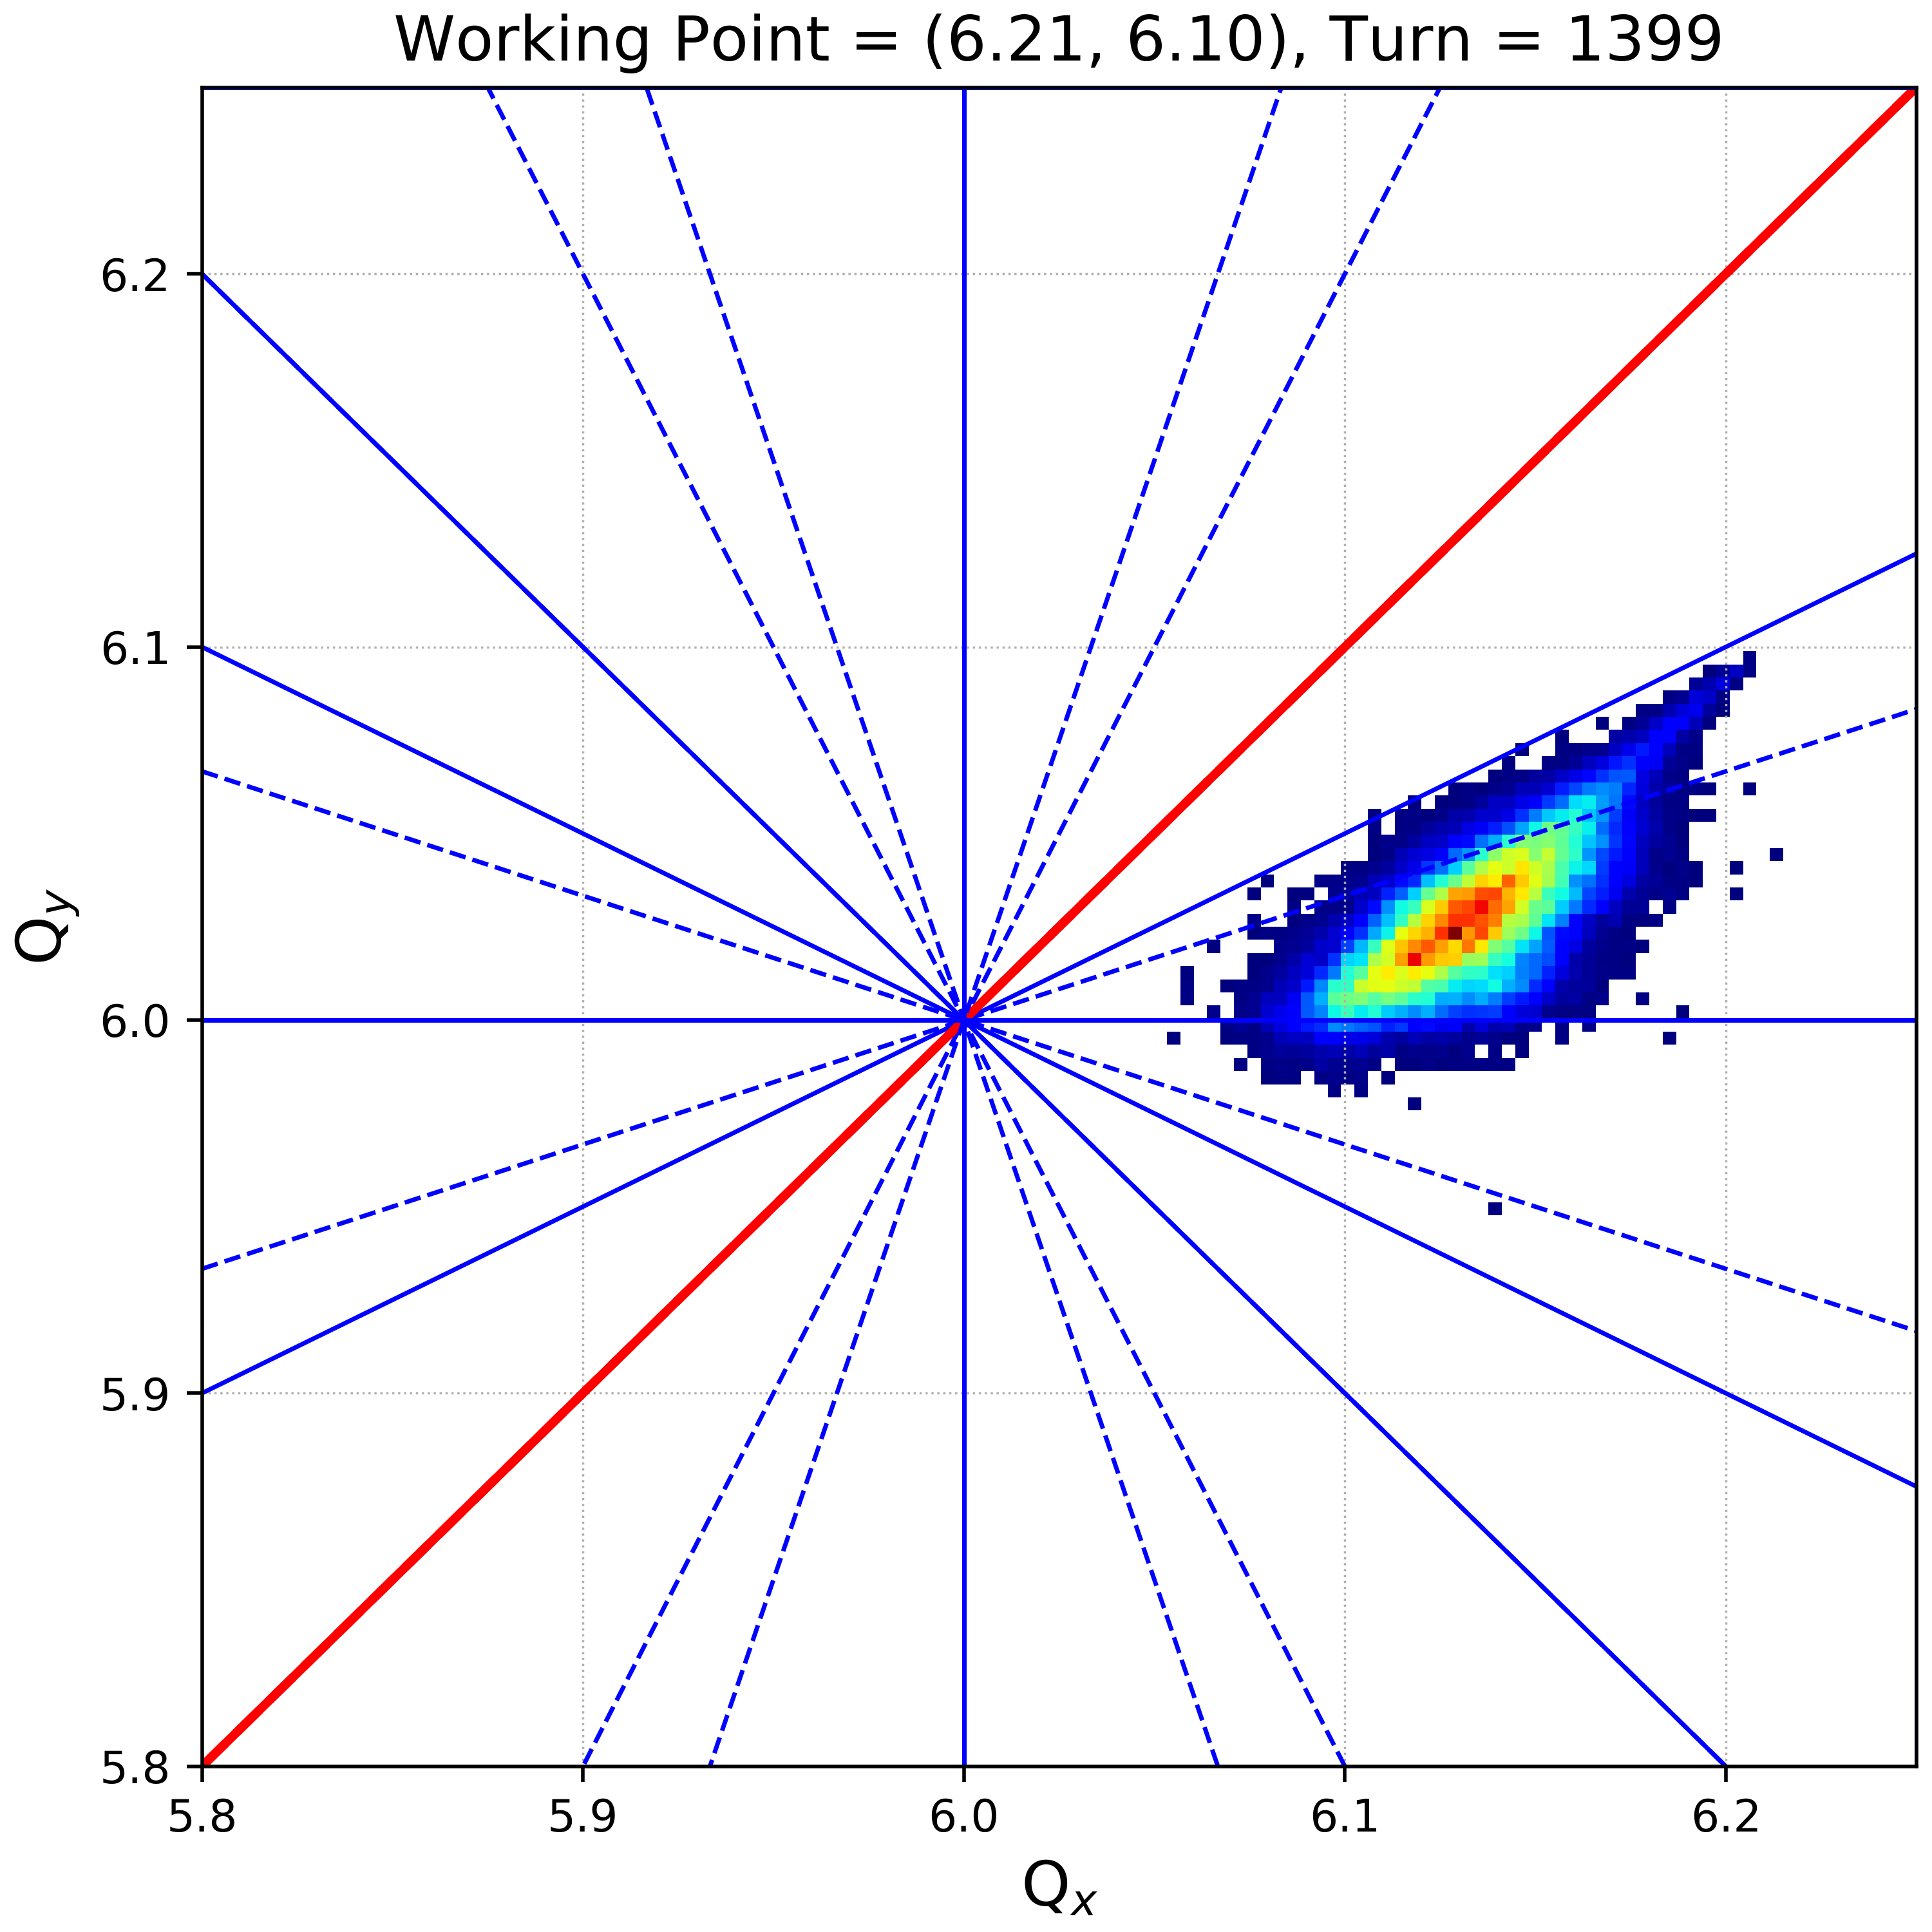 Working Point = (6.21, 6.10), Turn = 1399
6.2
6.1
6.0
5.9
5.8
Qy
5.8 5.9 6.0 6.1 6.2
Qx